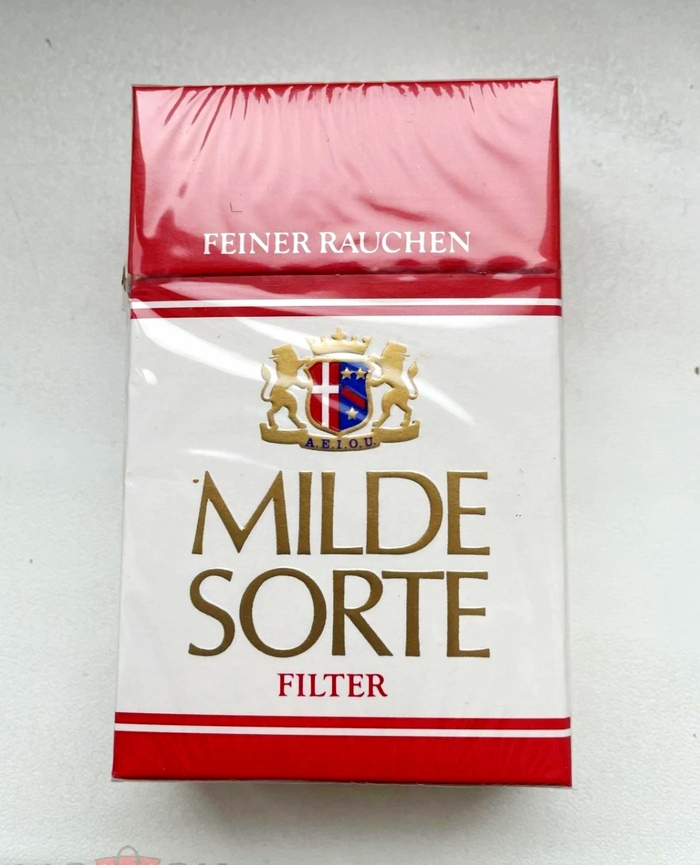 FEINER RAUCHEN
A.E.I.O.U.
MILDE
SORTE
FILTER